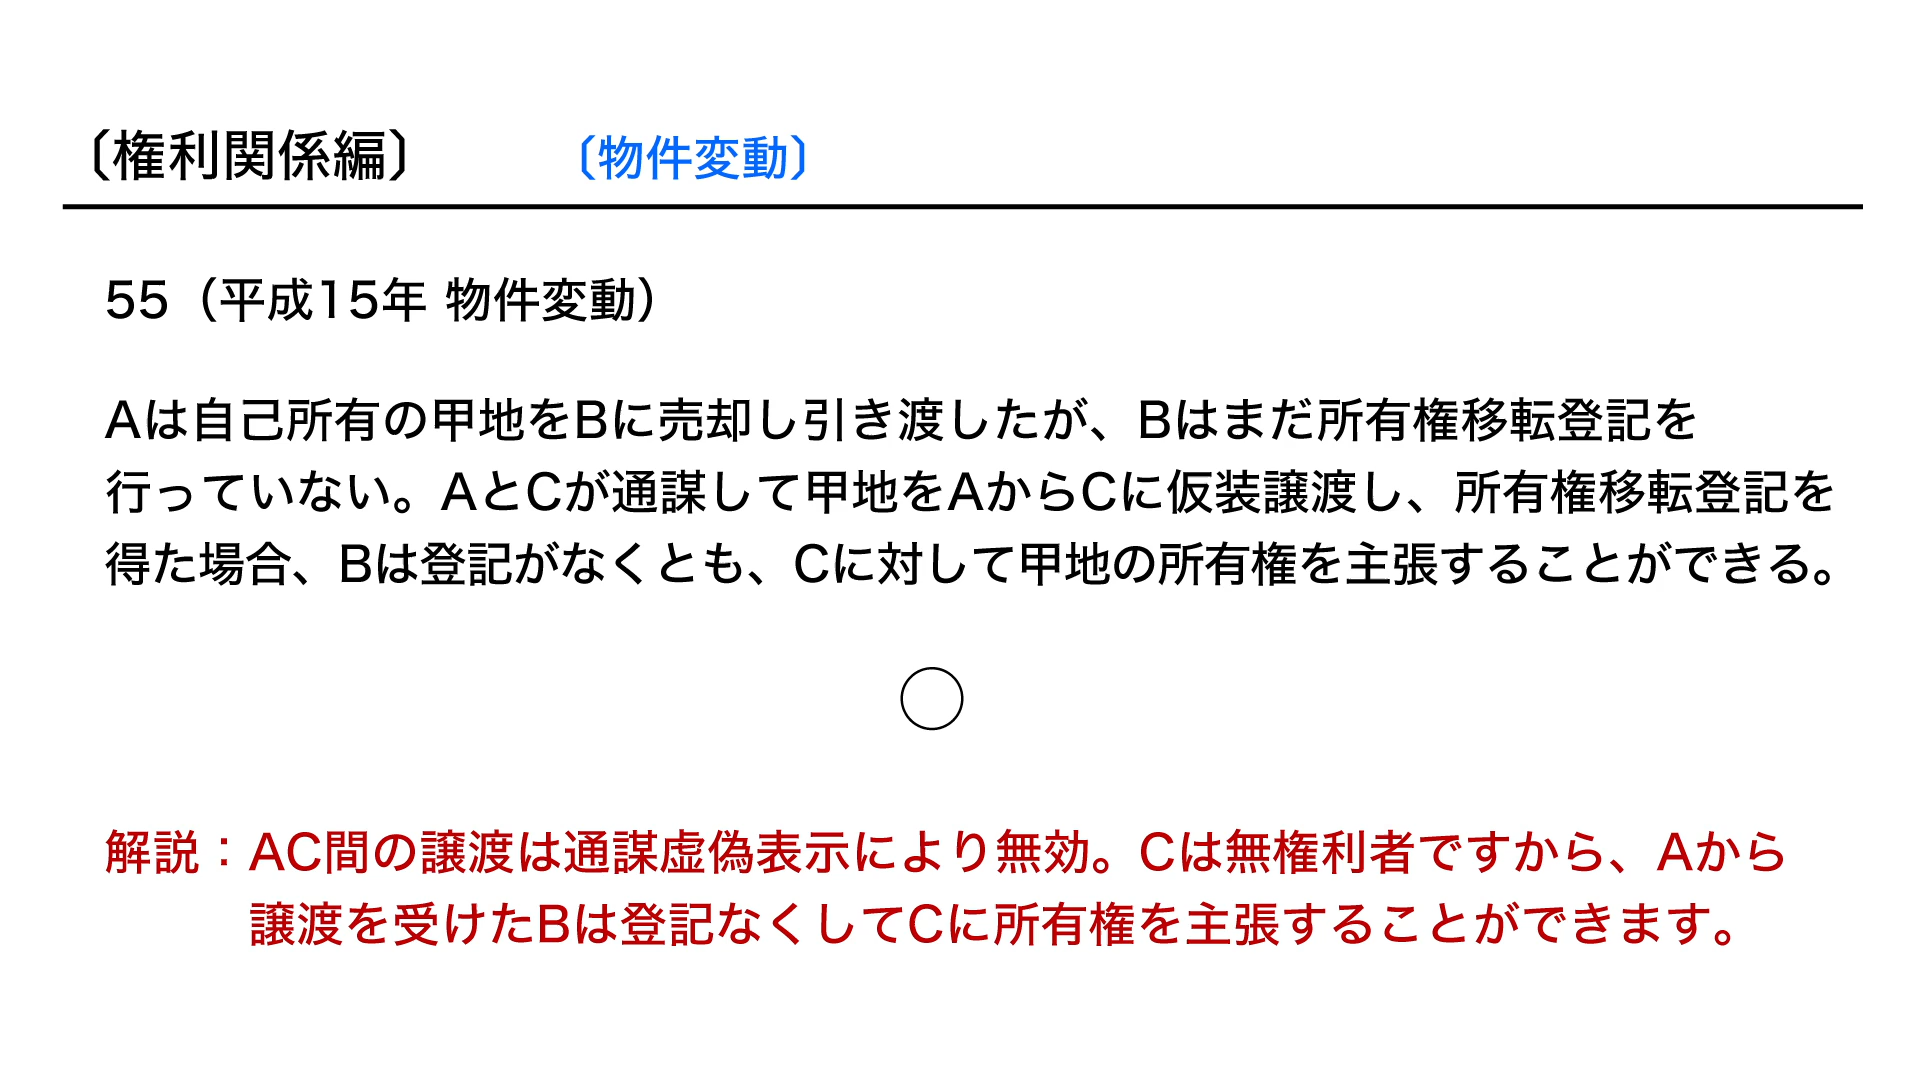 〔権利関係編〕 〔物件変動〕
55（平成15年 物件変動）
Aは自己所有の甲地をBに売却し引き渡したが、Bはまだ所有権移転登記を
行っていない。AとCが通謀して甲地をAからCに仮装譲渡し、所有権移転登記を
得た場合、Bは登記がなくとも、Cに対して甲地の所有権を主張することができる。
◯
解説：AC間の譲渡は通謀虚偽表示により無効。Cは無権利者ですから、Aから
譲渡を受けたBは登記なくしてCに所有権を主張することができます。